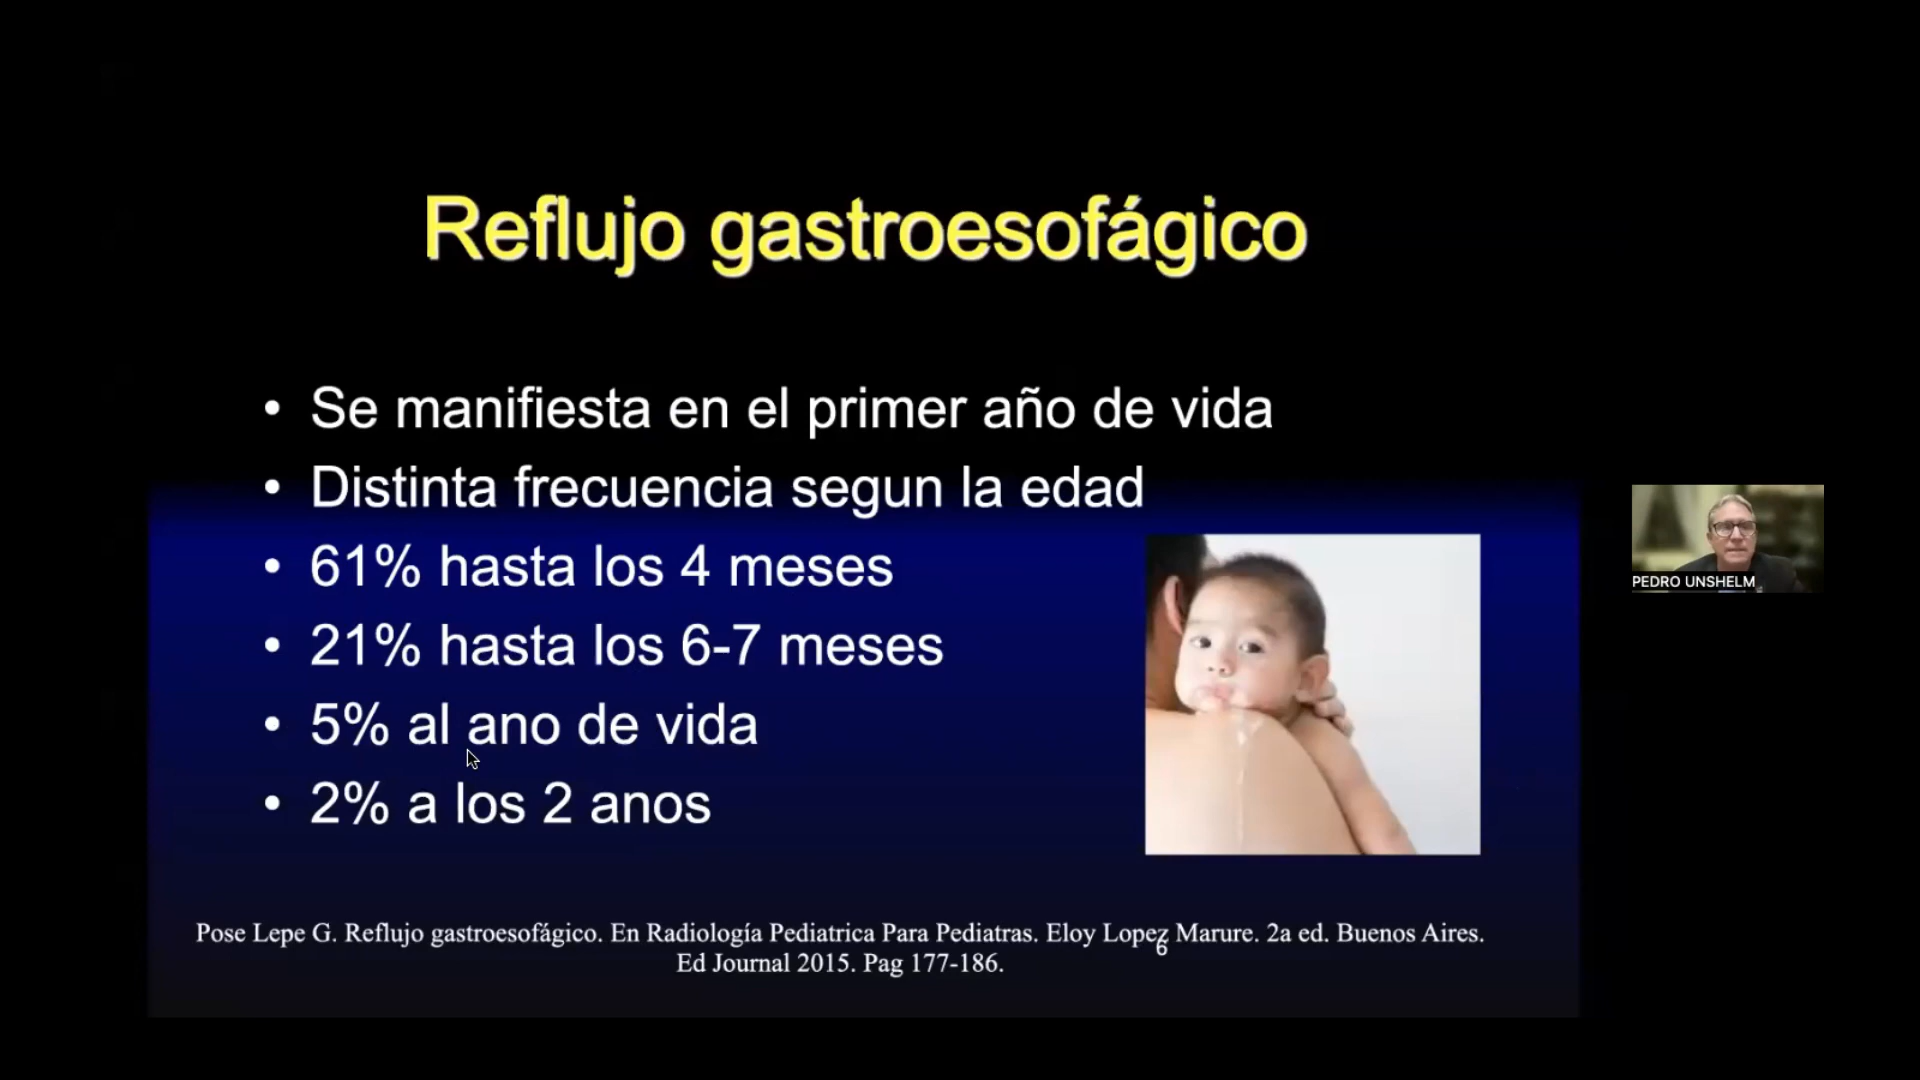 Reflujo gastroesofágico
• Se manifiesta en el primer año de vida
• Distinta frecuencia segun la edad
• 61% hasta los 4 meses
• 21% hasta los 6-7 meses
• 5% al ano de vida
• 2% a los 2 anos
PEDRO UNSHELM
Pose Lepe G. Reflujo gastroesofágico. En Radiología Pediatrica Para Pediatras. Eloy Lopez Marure. 2a ed. Buenos Aires.
6
Ed Journal 2015. Pag 177-186.